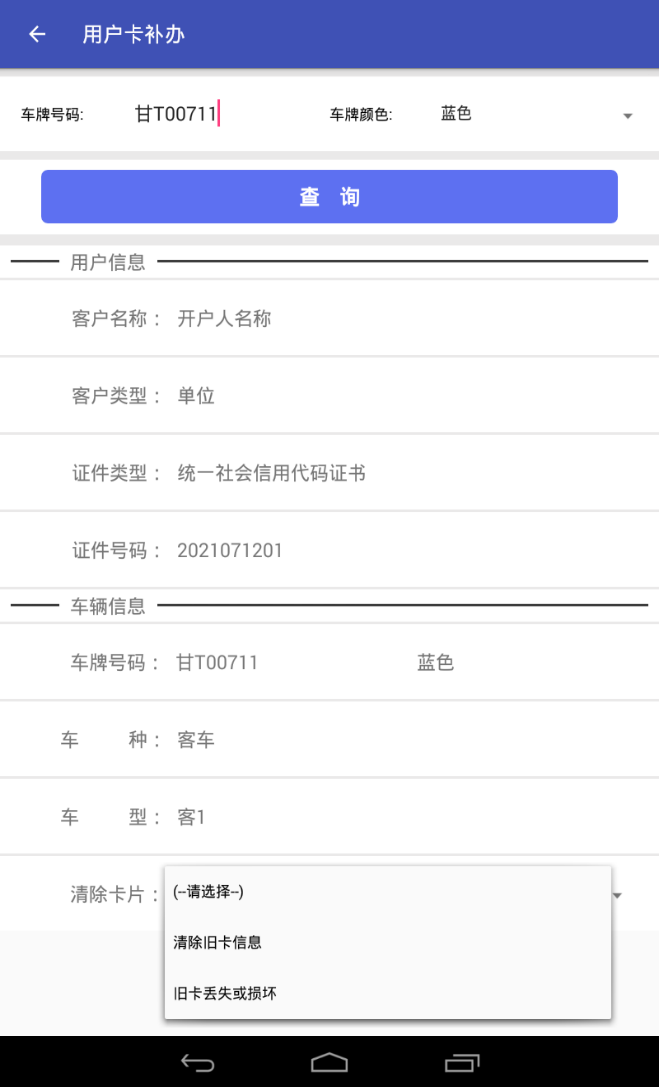 用户卡补办
车牌号码: 甘T00711 车牌颜色: 蓝色
查 询
用户信息
客户名称： 开户人名称
客户类型： 单位
证件类型： 统一社会信用代码证书
证件号码： 2021071201
车辆信息
车牌号码： 甘T00711 蓝色
车 种： 客车
车 型： 客1
清除卡片：
(--请选择--)
清除旧卡信息
旧卡丢失或损坏